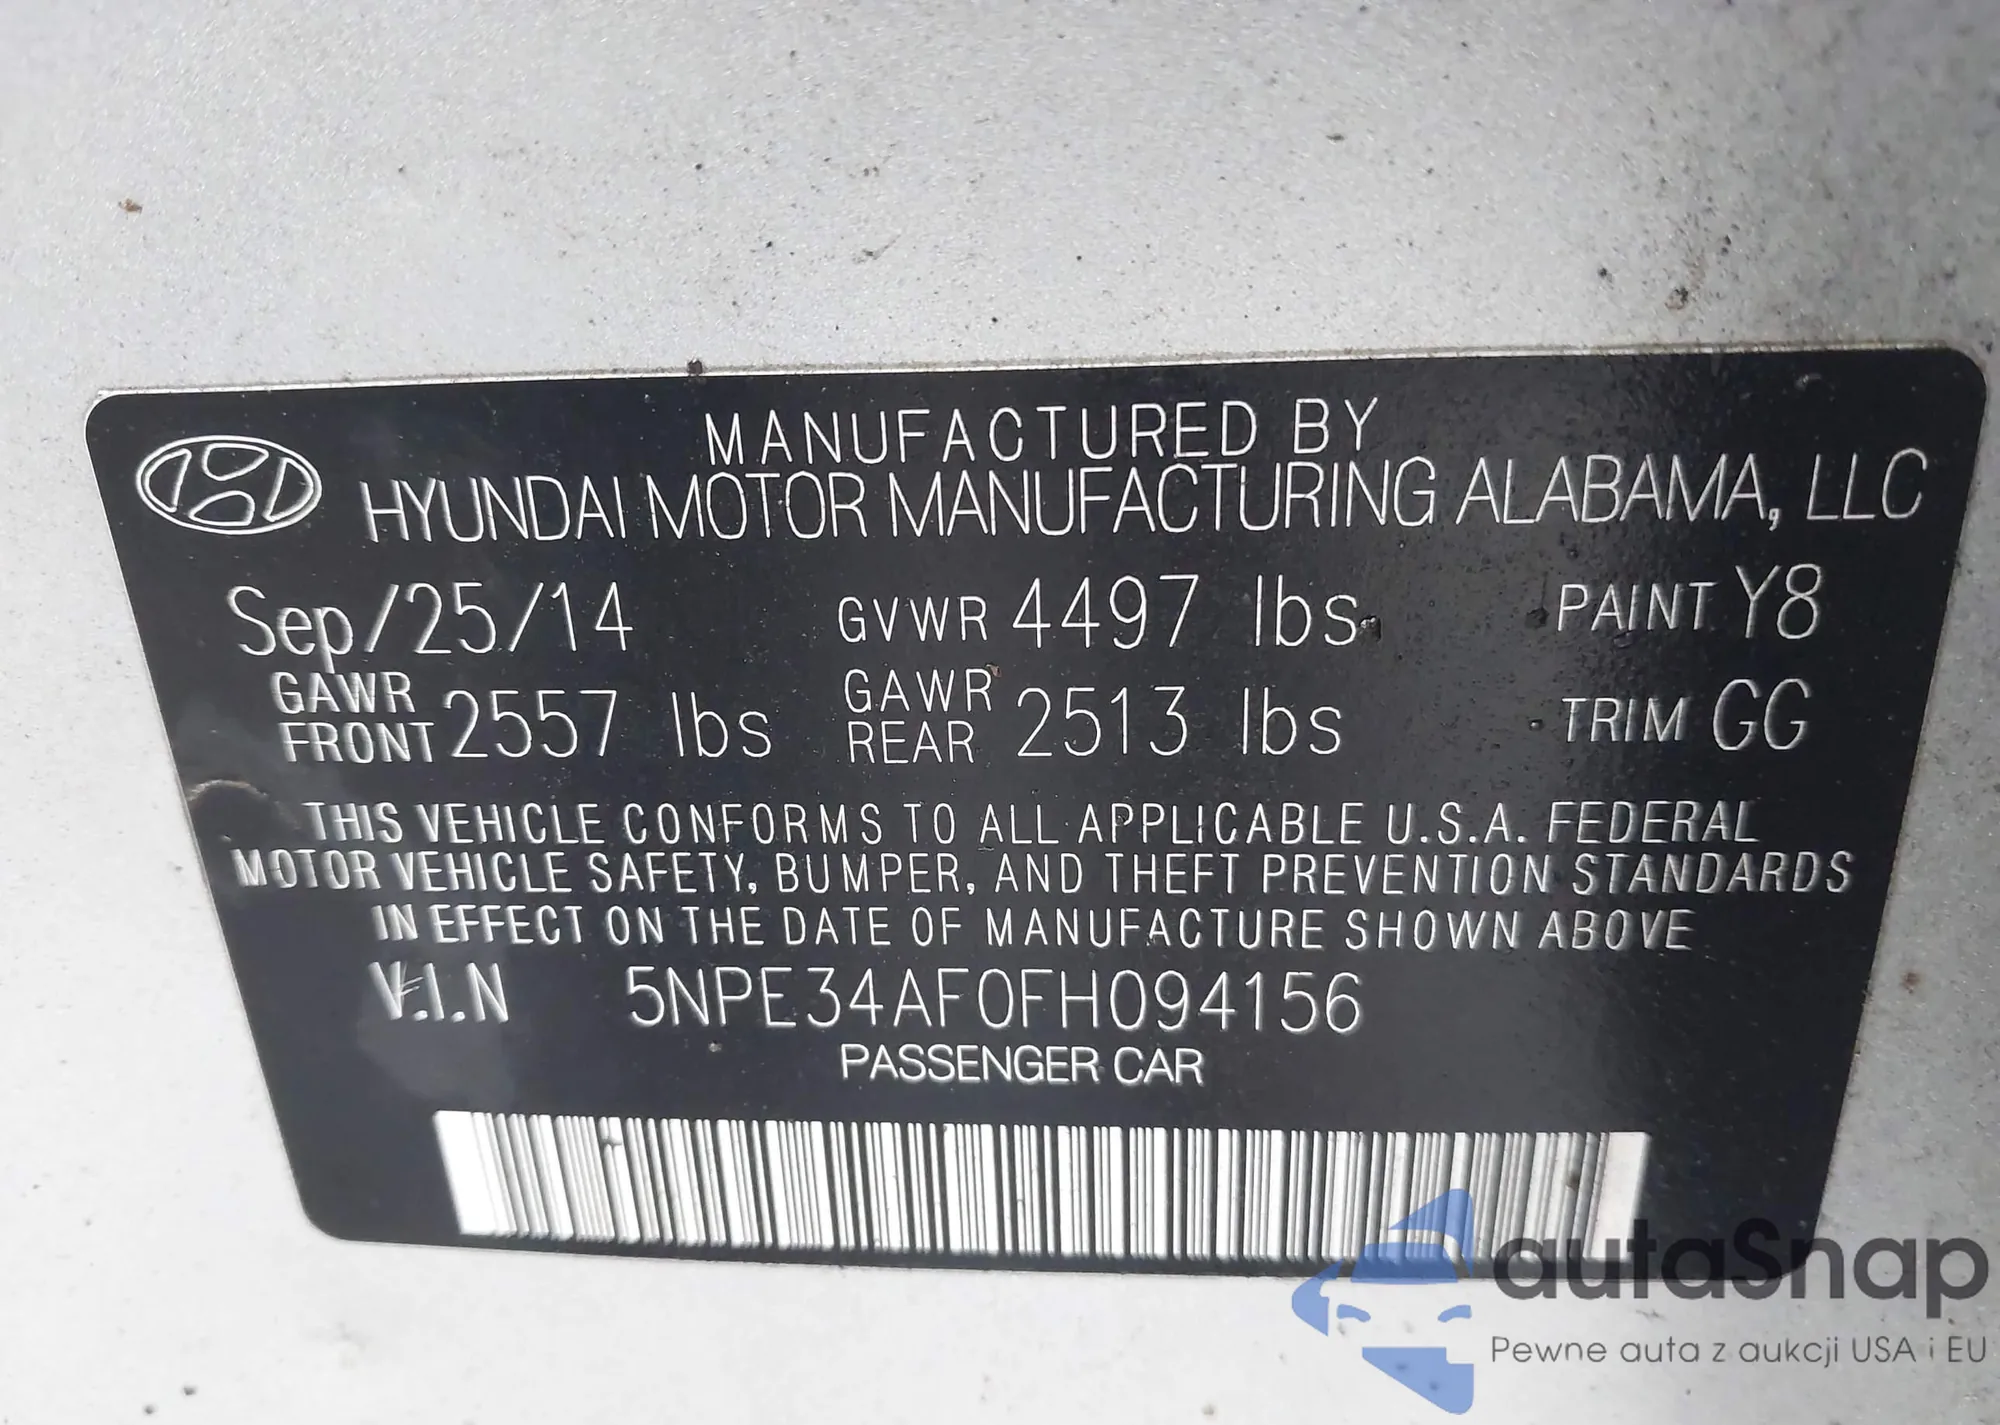 MANUFACTURED BY
HYUNDAI MOTOR MANUFACTURING ALABAMA, LLC
Sep/25/14 GVWR 4497 lbs PAINT Y8
GAWR FRONT 2557 lbs GAWR REAR 2513 lbs TRIM GG
THIS VEHICLE CONFORMS TO ALL APPLICABLE U.S.A. FEDERAL
MOTOR VEHICLE SAFETY, BUMPER, AND THEFT PREVENTION STANDARDS
IN EFFECT ON THE DATE OF MANUFACTURE SHOWN ABOVE
V.I.N 5NPE34AF0FH094156
PASSENGER CAR
autaSnap
Pewne auta z aukcji USA i EU